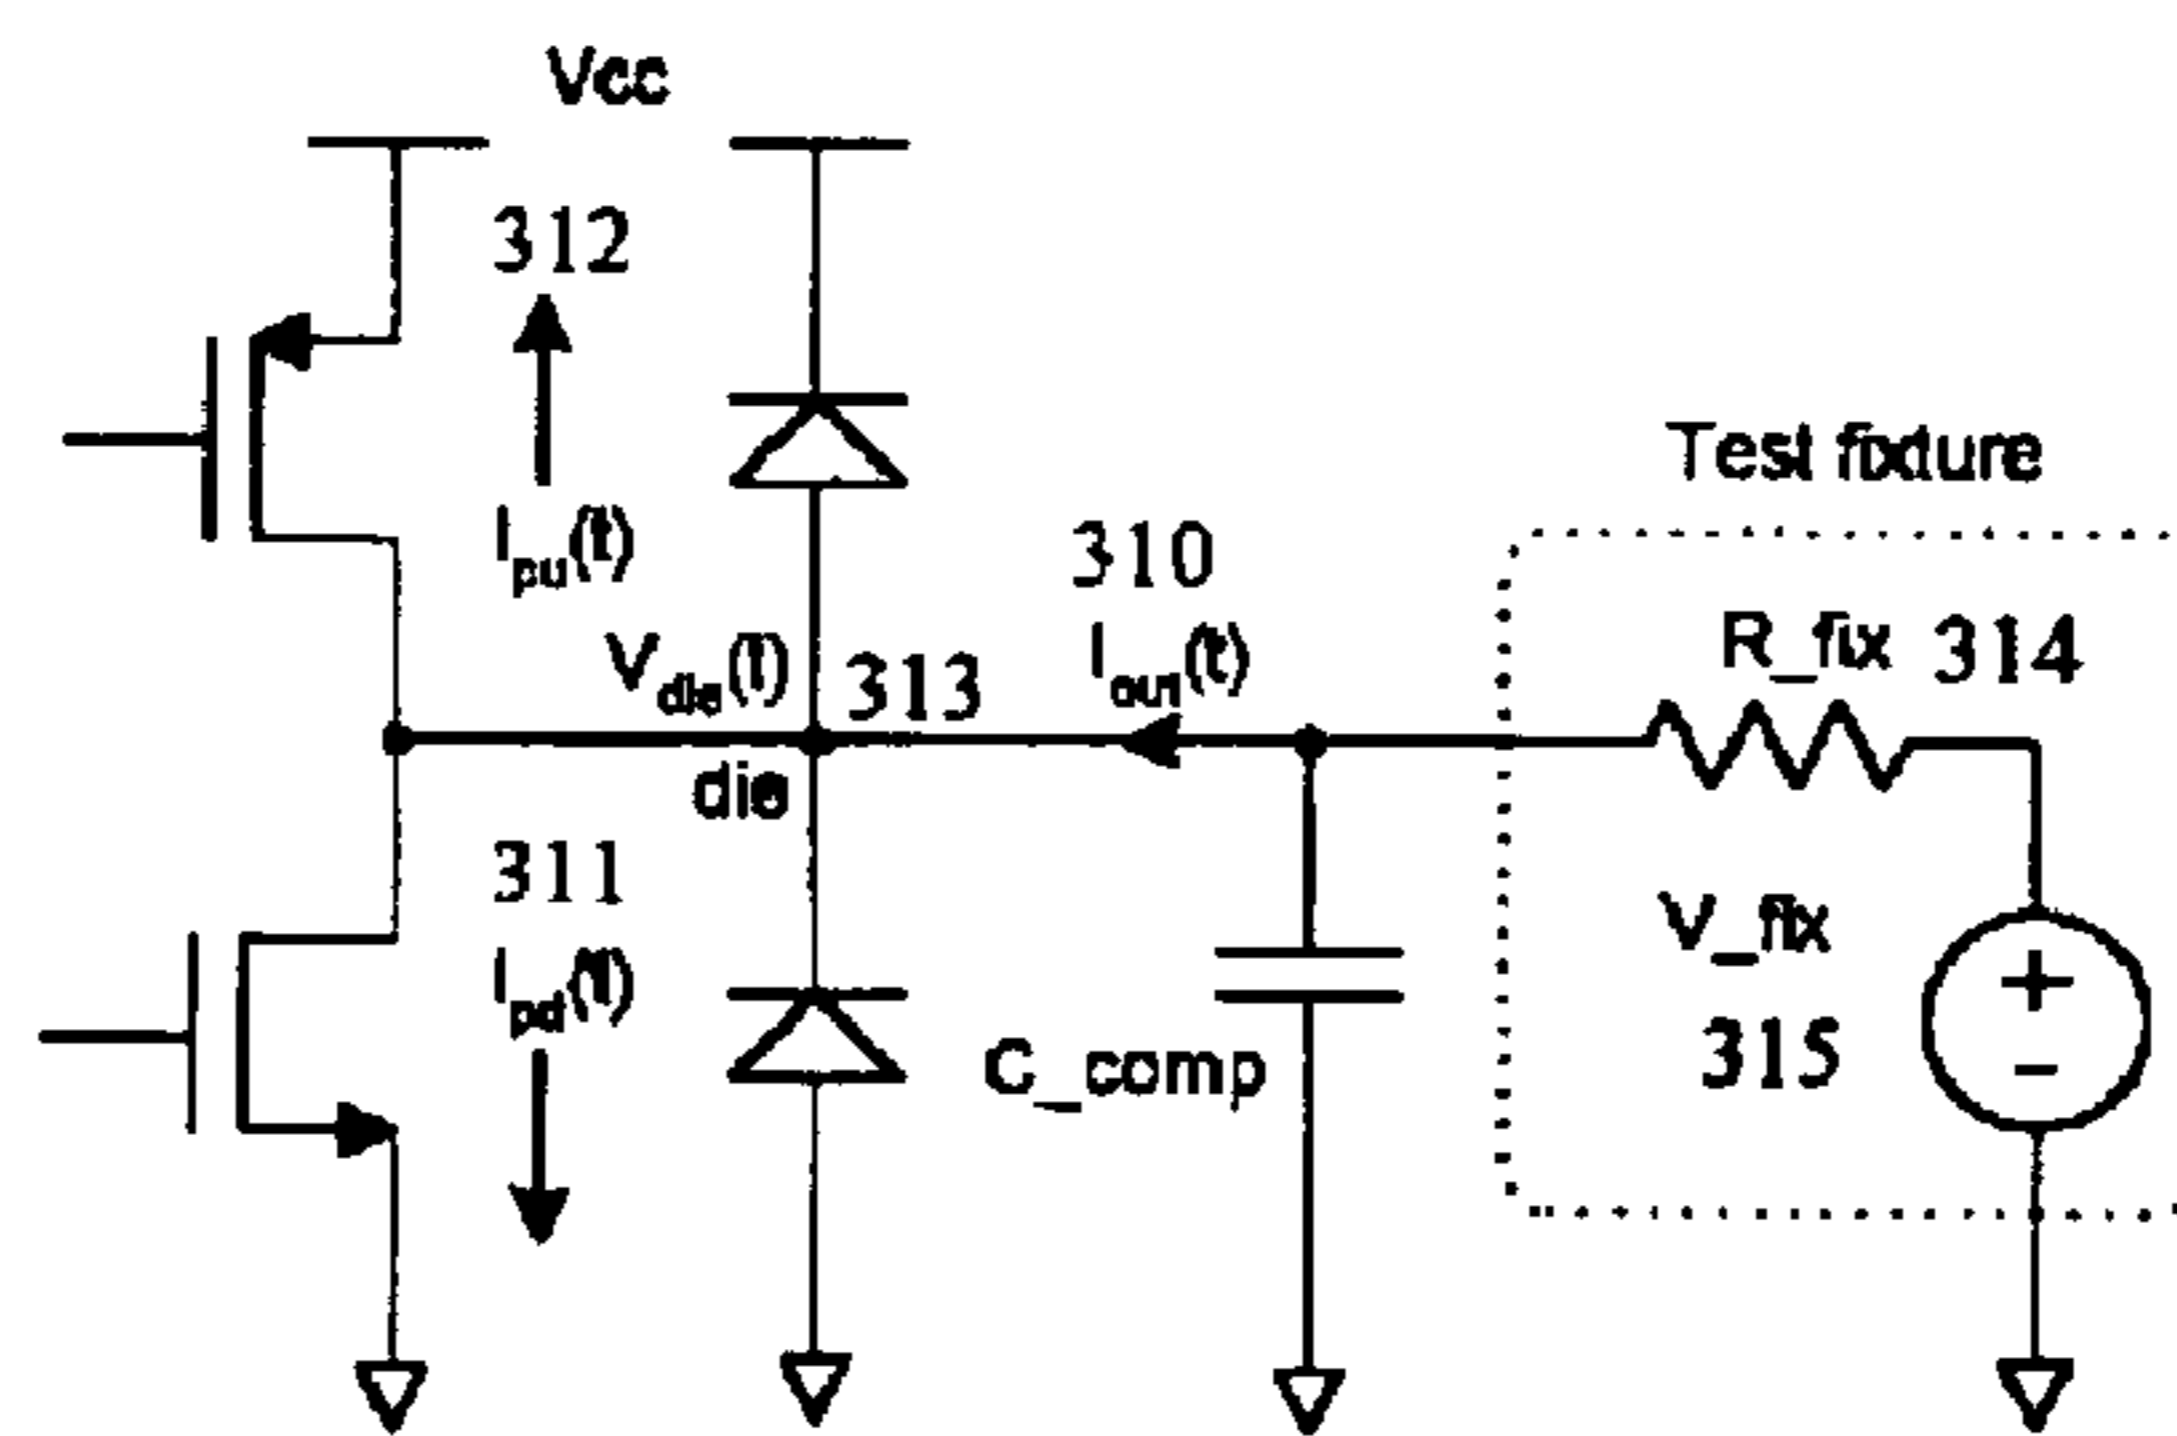 Vcc
312
Ipu(t)
Vdie(t) 313
die
310
Iout(t)
311
Ipd(t)
C_comp
Test fixture
R_fix 314
V_fix
315
+
−